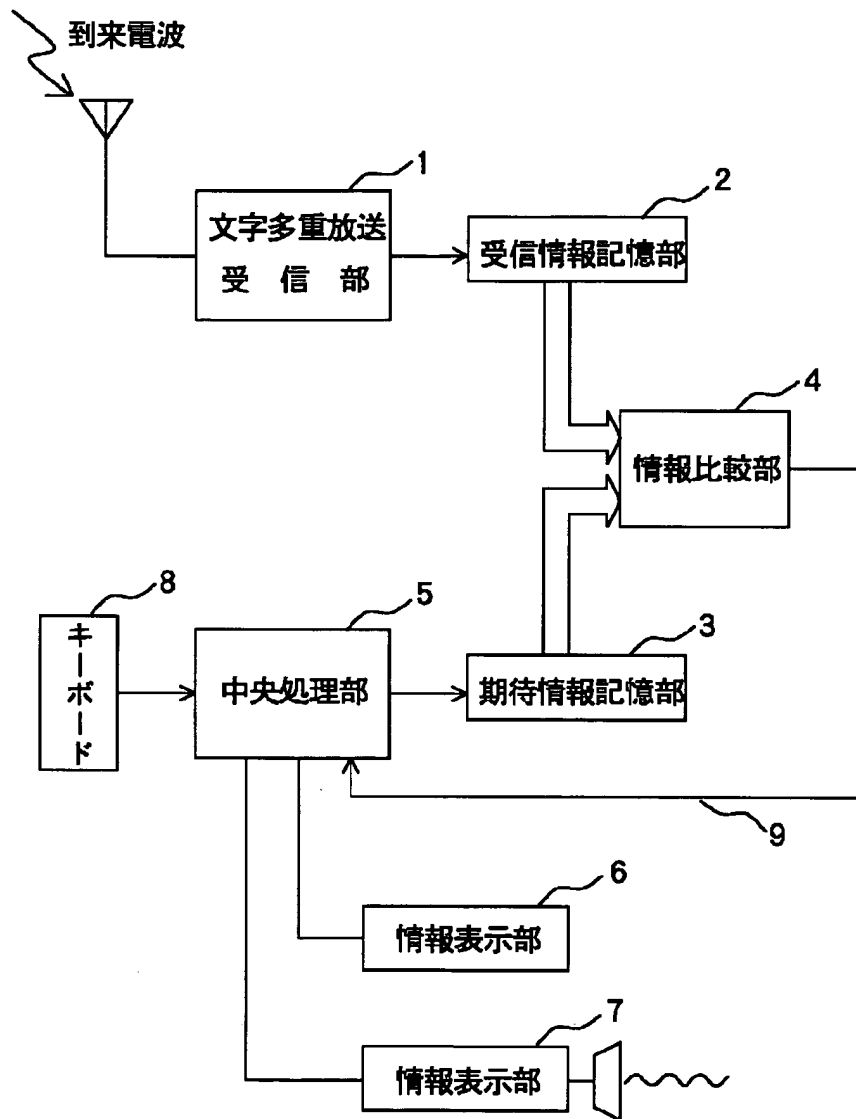 到来電波
1
文字多重放送
受 信 部
2
受信情報記憶部
4
情報比較部
8
キーボード
5
中央処理部
3
期待情報記憶部
9
6
情報表示部
7
情報表示部